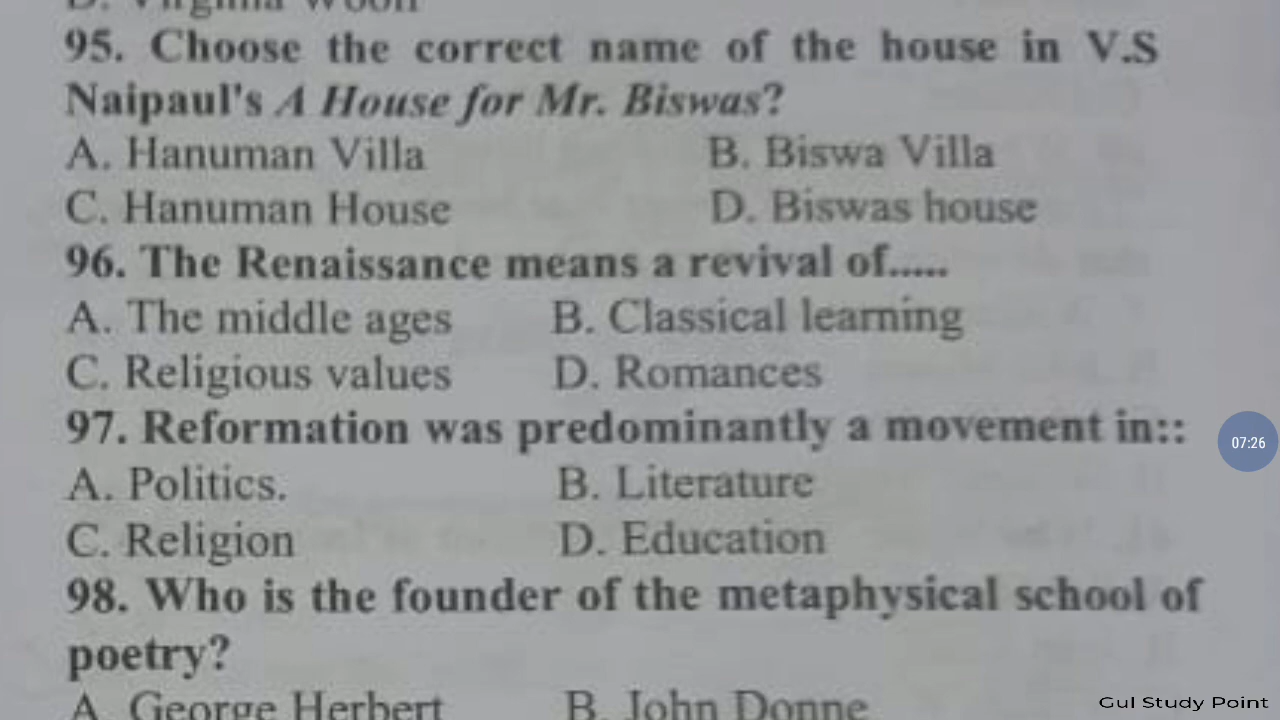 D. Virginia Woolf
95. Choose the correct name of the house in V.S
Naipaul's A House for Mr. Biswas?
A. Hanuman Villa B. Biswa Villa
C. Hanuman House D. Biswas house
96. The Renaissance means a revival of.....
A. The middle ages B. Classical learning
C. Religious values D. Romances
97. Reformation was predominantly a movement in::
07:26
A. Politics. B. Literature
C. Religion D. Education
98. Who is the founder of the metaphysical school of
poetry?
A. George Herbert B. John Donne
Gul Study Point